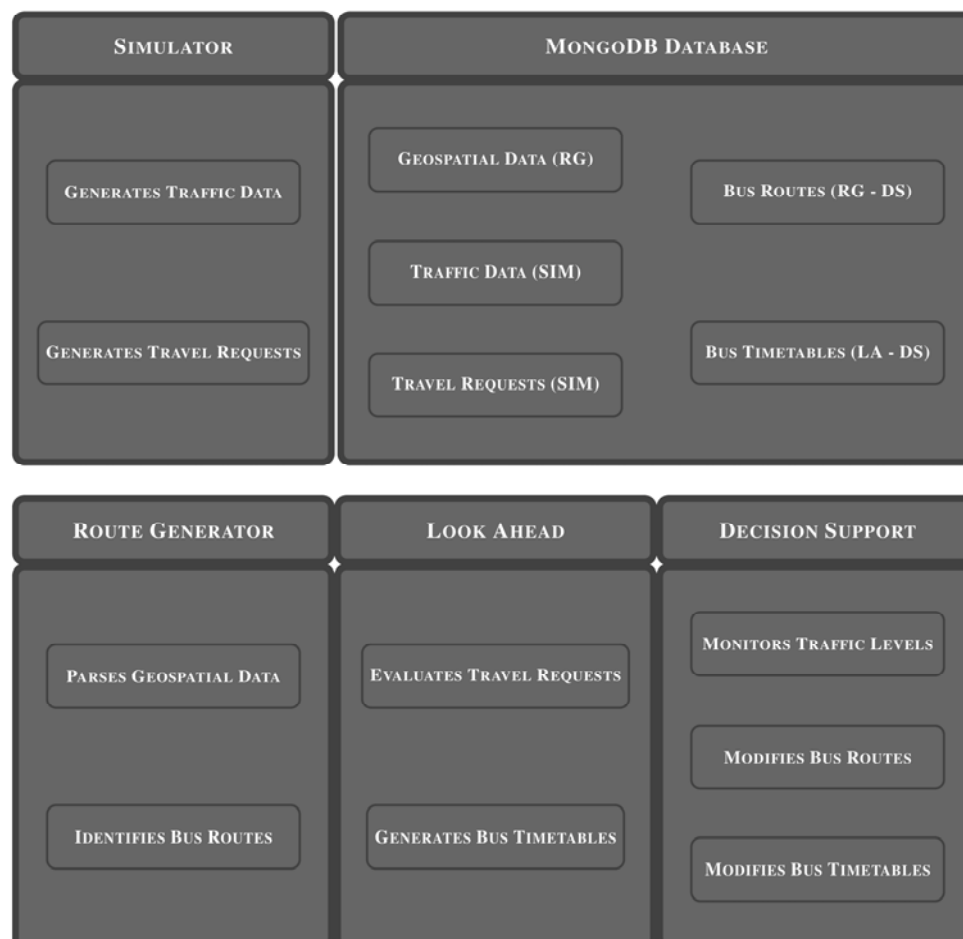 SIMULATOR
MONGODB DATABASE
GENERATES TRAFFIC DATA
GENERATES TRAVEL REQUESTS
GEOSPATIAL DATA (RG)
TRAFFIC DATA (SIM)
TRAVEL REQUESTS (SIM)
BUS ROUTES (RG - DS)
BUS TIMETABLES (LA - DS)
ROUTE GENERATOR
LOOK AHEAD
DECISION SUPPORT
PARSES GEOSPATIAL DATA
IDENTIFIES BUS ROUTES
EVALUATES TRAVEL REQUESTS
GENERATES BUS TIMETABLES
MONITORS TRAFFIC LEVELS
MODIFIES BUS ROUTES
MODIFIES BUS TIMETABLES